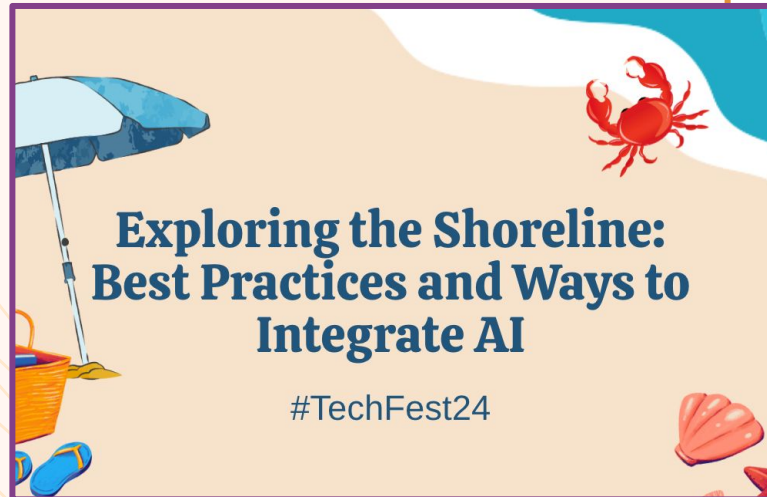 Exploring the Shoreline:
Best Practices and Ways to
Integrate AI
#TechFest24